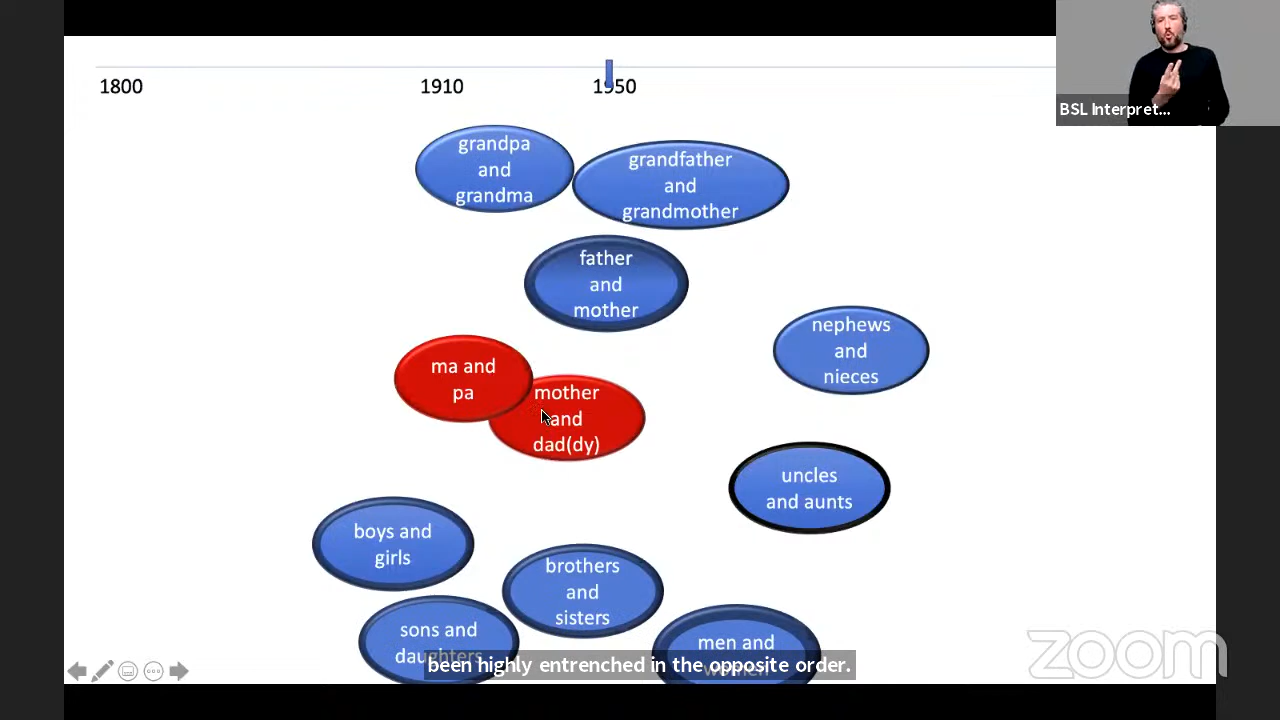 1800
1910
1950
BSL Interpret...
grandpa
and
grandma
grandfather
and
grandmother
father
and
mother
nephews
and
nieces
ma and
pa
mother
and
dad(dy)
uncles
and aunts
boys and
girls
brothers
and
sisters
sons and
daughters
men and
women
been highly entrenched in the opposite order.
zoom